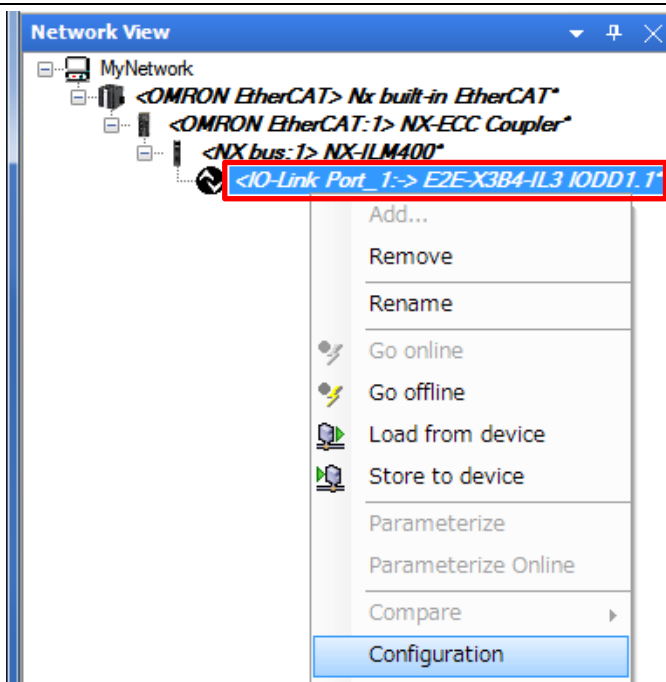 Network View
MyNetwork
<OMRON EtherCAT> Nx built-in EtherCAT*
<OMRON EtherCAT:1> NX-ECC Coupler*
<NX bus:1> NX-ILM400*
<IO-Link Port_1:-> E2E-X3B4-IL3 IODD1.1*
Add...
Remove
Rename
Go online
Go offline
Load from device
Store to device
Parameterize
Parameterize Online
Compare
Configuration